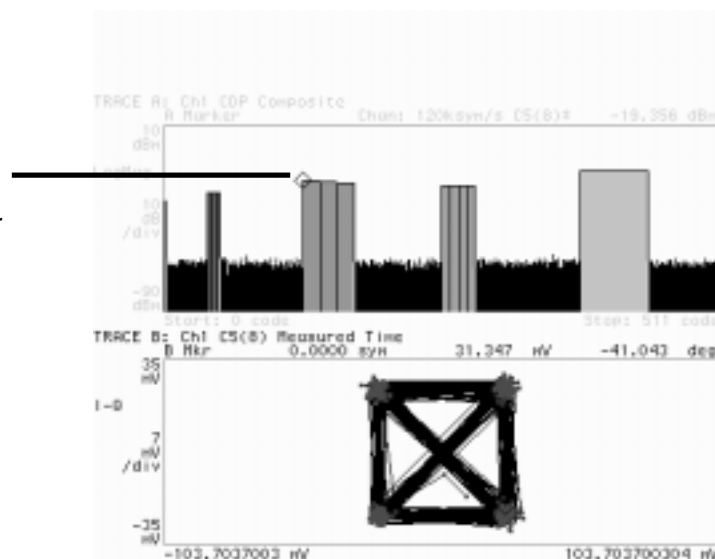 TRACE A: Ch1 CDP Composite
A Marker Chan: 120ksym/s C5(8)* -19.356 dBm
10
dBm
LogMag
10
dB
/div
-90
dBm
Start: 0 code Stop: 511 code
TRACE B: Ch1 C5(8) Measured Time
B Mkr 0.0000 sym 31.347 mV -41.043 deg
35
mV
I-Q
7
mV
/div
-35
mV
-103.7037003 mV 103.703700304 mV